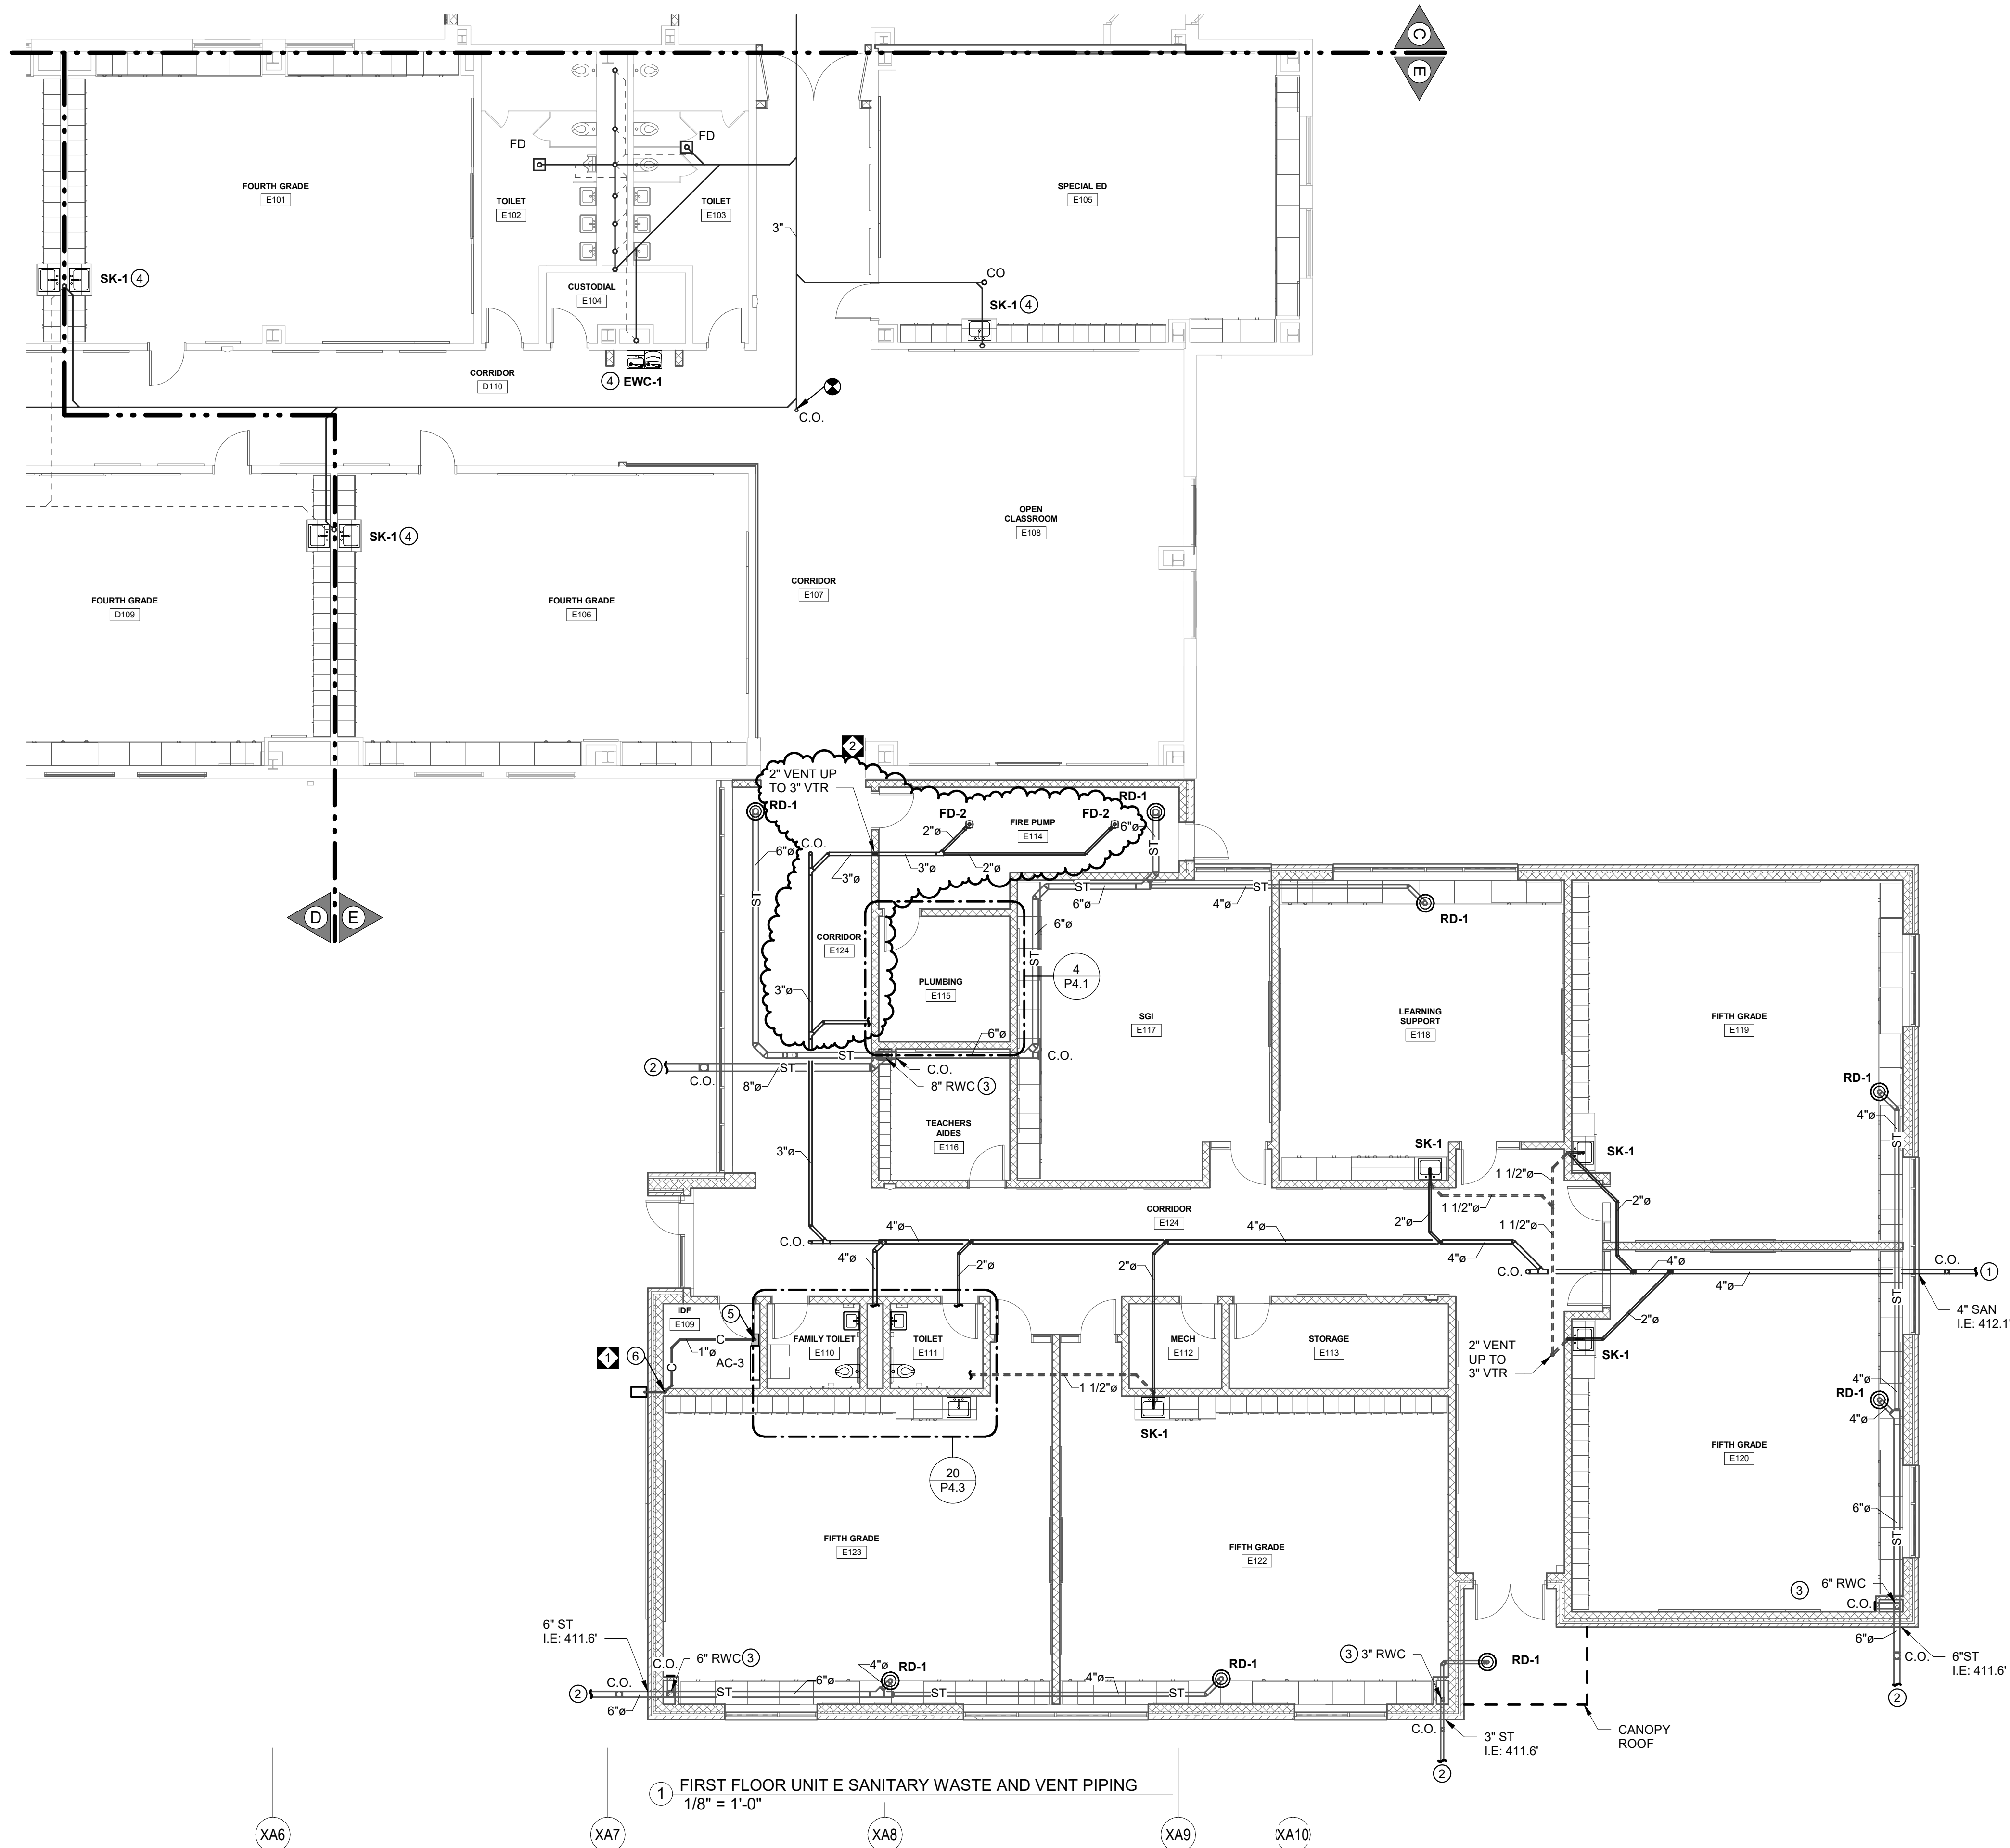 C
E
FD
FD
FOURTH GRADE
E101
TOILET
E102
TOILET
E103
SPECIAL ED
E105
3"
SK-1 4
CUSTODIAL
E104
CO
SK-1 4
CORRIDOR
D110
4 EWC-1
C.O.
SK-1 4
OPEN
CLASSROOM
E108
CORRIDOR
E107
FOURTH GRADE
D109
FOURTH GRADE
E106
D E
2
2" VENT UP
TO 3" VTR
RD-1
FD-2
FIRE PUMP
E114
FD-2
RD-1
2"ø
6"ø
6"ø
C.O.
3"ø
3"ø
2"ø
ST
ST
ST
6"ø
4"ø
ST
RD-1
6"ø
ST
CORRIDOR
E124
3"ø
4
P4.1
PLUMBING
E115
SGI
E117
LEARNING
SUPPORT
E118
FIFTH GRADE
E119
6"ø
ST
C.O.
2
C.O.
ST
8"ø
C.O.
8" RWC 3
RD-1
4"ø
ST
TEACHERS
AIDES
E116
3"ø
SK-1
SK-1
1 1/2"ø
1 1/2"ø
1 1/2"ø
2"ø
2"ø
CORRIDOR
E124
C.O.
4"ø
4"ø
4"ø
4"ø
2"ø
2"ø
C.O.
4"ø
4"ø
C.O.
1
4" SAN
I.E: 412.1'
ST
2"ø
IDF
E109
5
C
1"ø
AC-3
C
1
6
FAMILY TOILET
E110
TOILET
E111
MECH
E112
STORAGE
E113
2" VENT
UP TO
3" VTR
SK-1
1 1/2"ø
SK-1
20
P4.3
4"ø
RD-1
4"ø
FIFTH GRADE
E120
FIFTH GRADE
E123
FIFTH GRADE
E122
6"ø
ST
3
6" RWC
C.O.
6"ø
C.O.
6"ST
I.E: 411.6'
2
6" ST
I.E: 411.6'
C.O.
6" RWC 3
2
C.O.
6"ø
ST
6"ø
4"ø
RD-1
ST
4"ø
ST
RD-1
3 3" RWC
RD-1
C.O.
3" ST
I.E: 411.6'
2
CANOPY
ROOF
1 FIRST FLOOR UNIT E SANITARY WASTE AND VENT PIPING
1/8" = 1'-0"
XA6
XA7
XA8
XA9
XA10